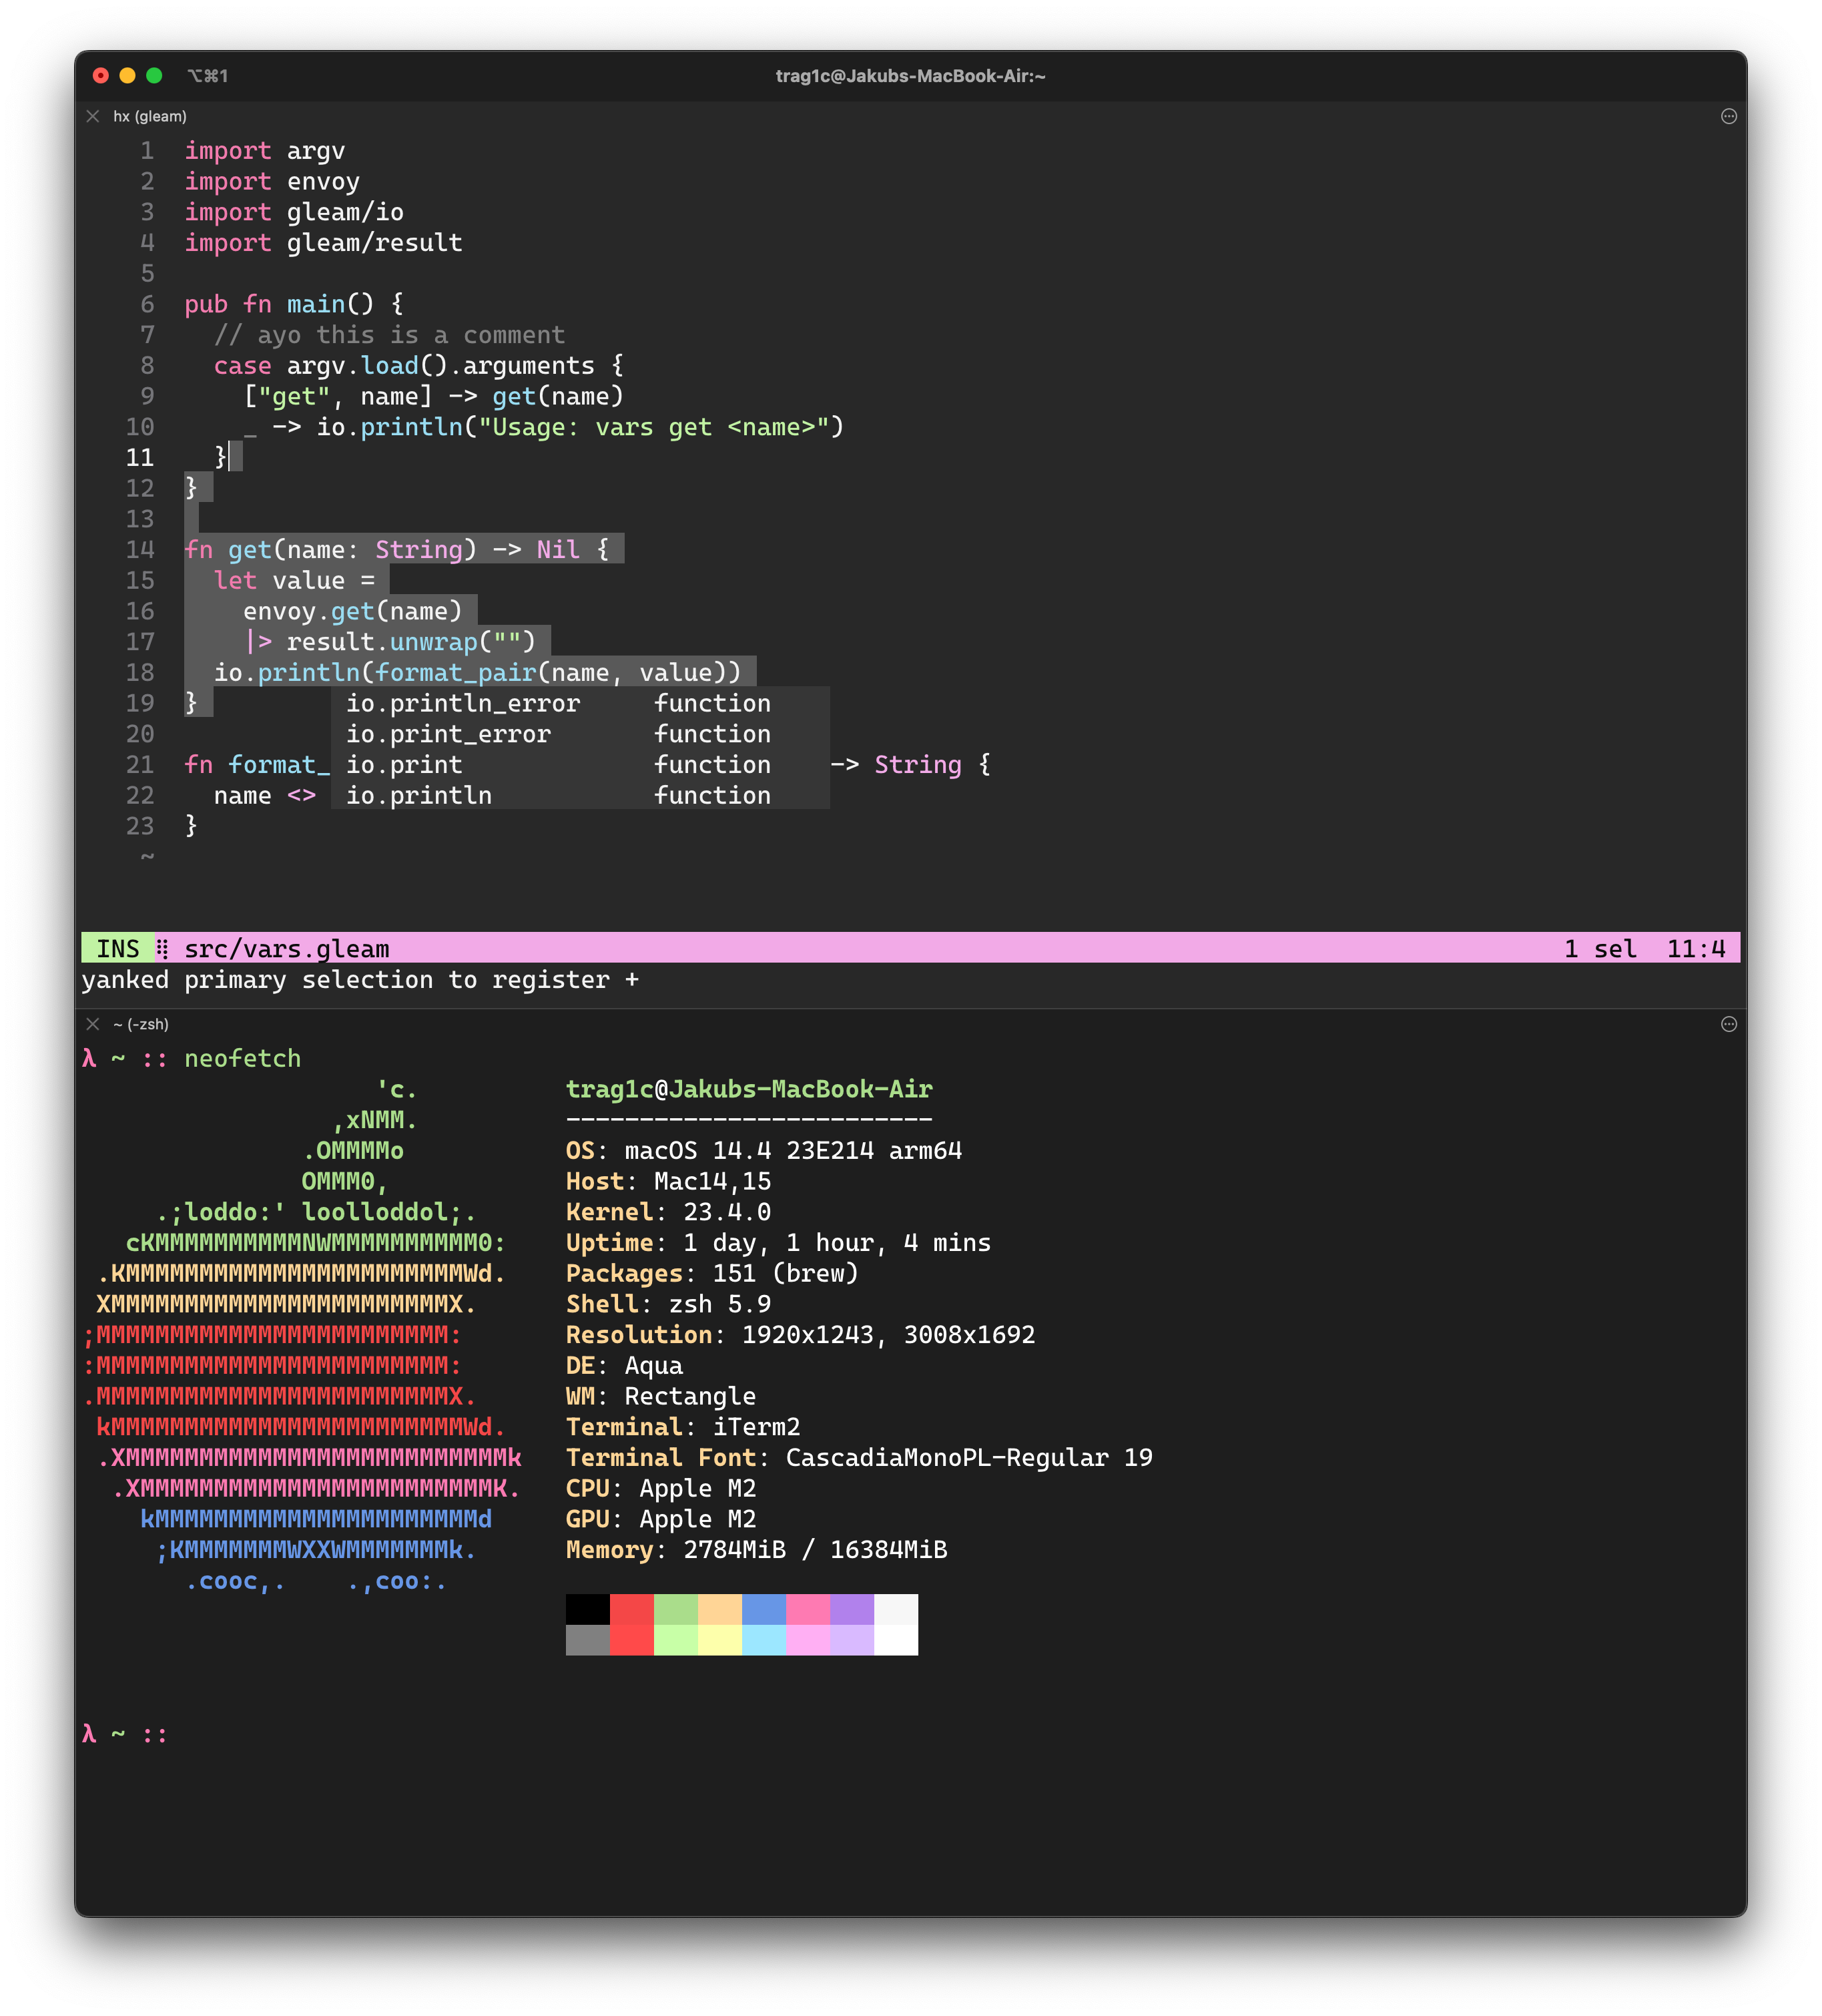 ⌥⌘1 trag1c@Jakubs-MacBook-Air:~
hx (gleam)
1 import argv
2 import envoy
3 import gleam/io
4 import gleam/result
5
6 pub fn main() {
7   // ayo this is a comment
8   case argv.load().arguments {
9     ["get", name] -> get(name)
10     _ -> io.println("Usage: vars get <name>")
11   }
12 }
13
14 fn get(name: String) -> Nil {
15   let value =
16     envoy.get(name)
17     |> result.unwrap("")
18   io.println(format_pair(name, value))
19 } io.println_error     function
20 io.print_error       function
21 fn format_ io.print             function -> String {
22   name <> io.println           function
23 }
~
INS ⣾ src/vars.gleam 1 sel 11:4
yanked primary selection to register +
~ (-zsh)
λ ~ :: neofetch
                    'c.          trag1c@Jakubs-MacBook-Air
                 ,xNMM.          -------------------------
               .OMMMMo           OS: macOS 14.4 23E214 arm64
               OMMM0,            Host: Mac14,15
     .;loddo:' loolloddol;.      Kernel: 23.4.0
   cKMMMMMMMMMMNWMMMMMMMMMM0:    Uptime: 1 day, 1 hour, 4 mins
 .KMMMMMMMMMMMMMMMMMMMMMMMWd.    Packages: 151 (brew)
 XMMMMMMMMMMMMMMMMMMMMMMMX.      Shell: zsh 5.9
;MMMMMMMMMMMMMMMMMMMMMMMM:       Resolution: 1920x1243, 3008x1692
:MMMMMMMMMMMMMMMMMMMMMMMM:       DE: Aqua
.MMMMMMMMMMMMMMMMMMMMMMMMX.      WM: Rectangle
 kMMMMMMMMMMMMMMMMMMMMMMMMWd.    Terminal: iTerm2
 .XMMMMMMMMMMMMMMMMMMMMMMMMMMk   Terminal Font: CascadiaMonoPL-Regular 19
  .XMMMMMMMMMMMMMMMMMMMMMMMMK.   CPU: Apple M2
    kMMMMMMMMMMMMMMMMMMMMMMd     GPU: Apple M2
     ;KMMMMMMMWXXWMMMMMMMk.      Memory: 2784MiB / 16384MiB
       .cooc,.    .,coo:.
λ ~ ::